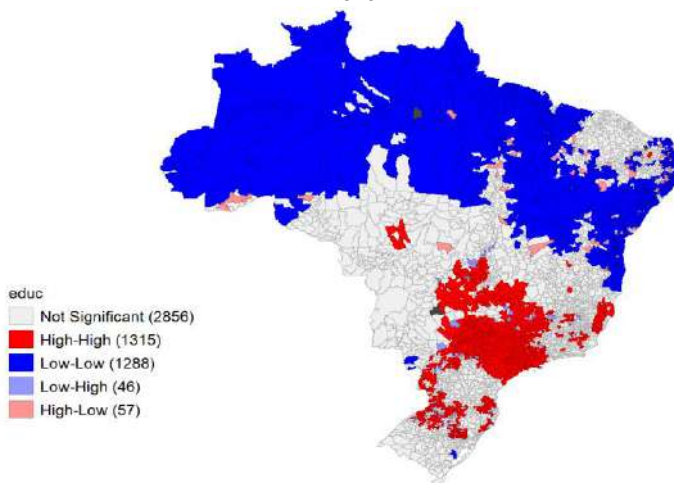 educ
Not Significant (2856)
High-High (1315)
Low-Low (1288)
Low-High (46)
High-Low (57)